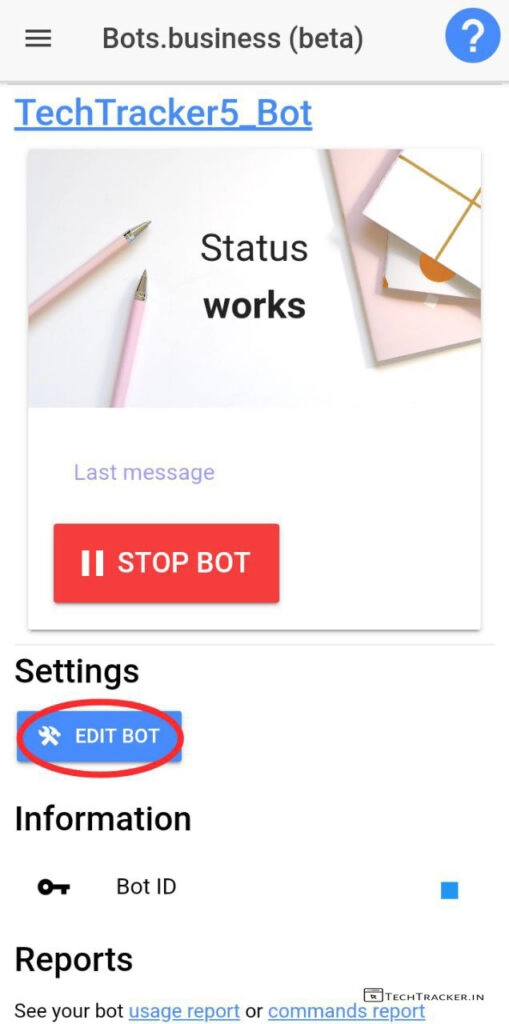 Bots.business (beta)
?
TechTracker5_Bot
Status
works
Last message
STOP BOT
Settings
EDIT BOT
Information
Bot ID
Reports
TECHTRACKER.IN
See your bot usage report or commands report